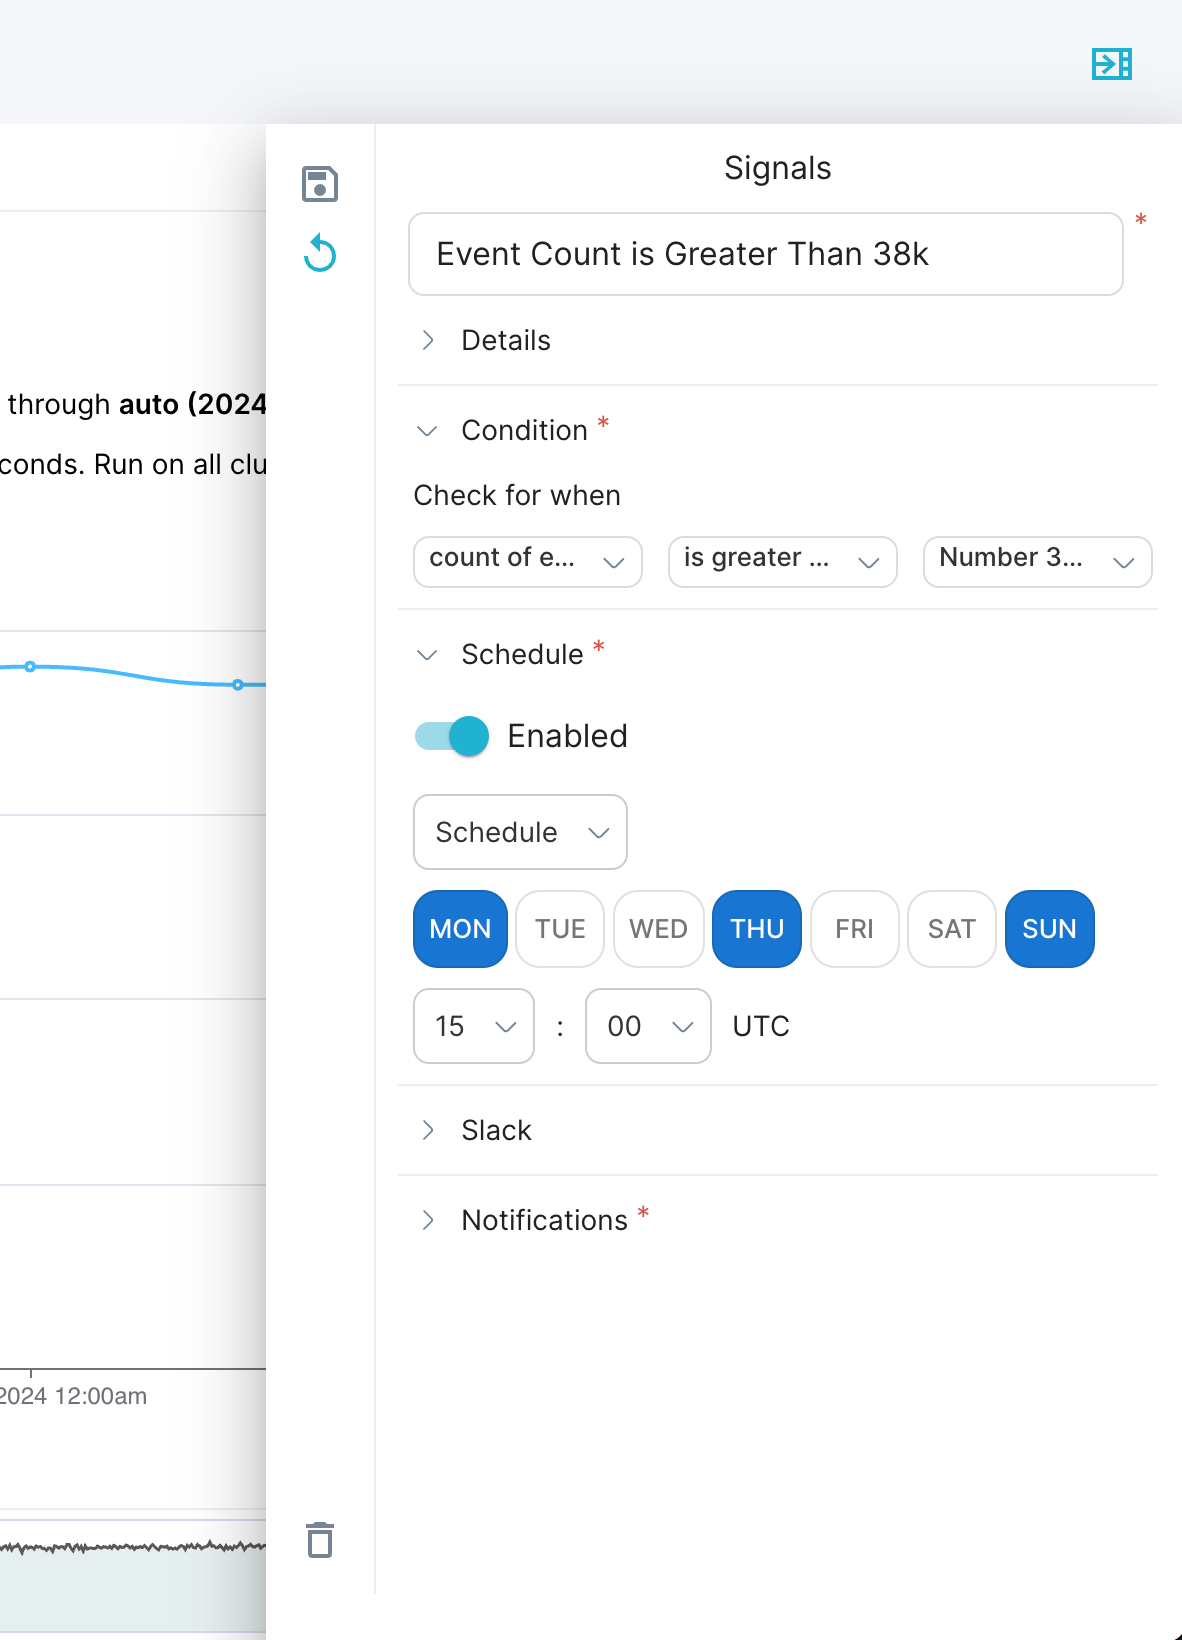 Signals
Event Count is Greater Than 38k *
Details
through auto (2024
Condition *
conds. Run on all clu
Check for when
count of e... is greater ... Number 3...
Schedule *
Enabled
Schedule
MON TUE WED THU FRI SAT SUN
15 : 00 UTC
Slack
Notifications *
2024 12:00am